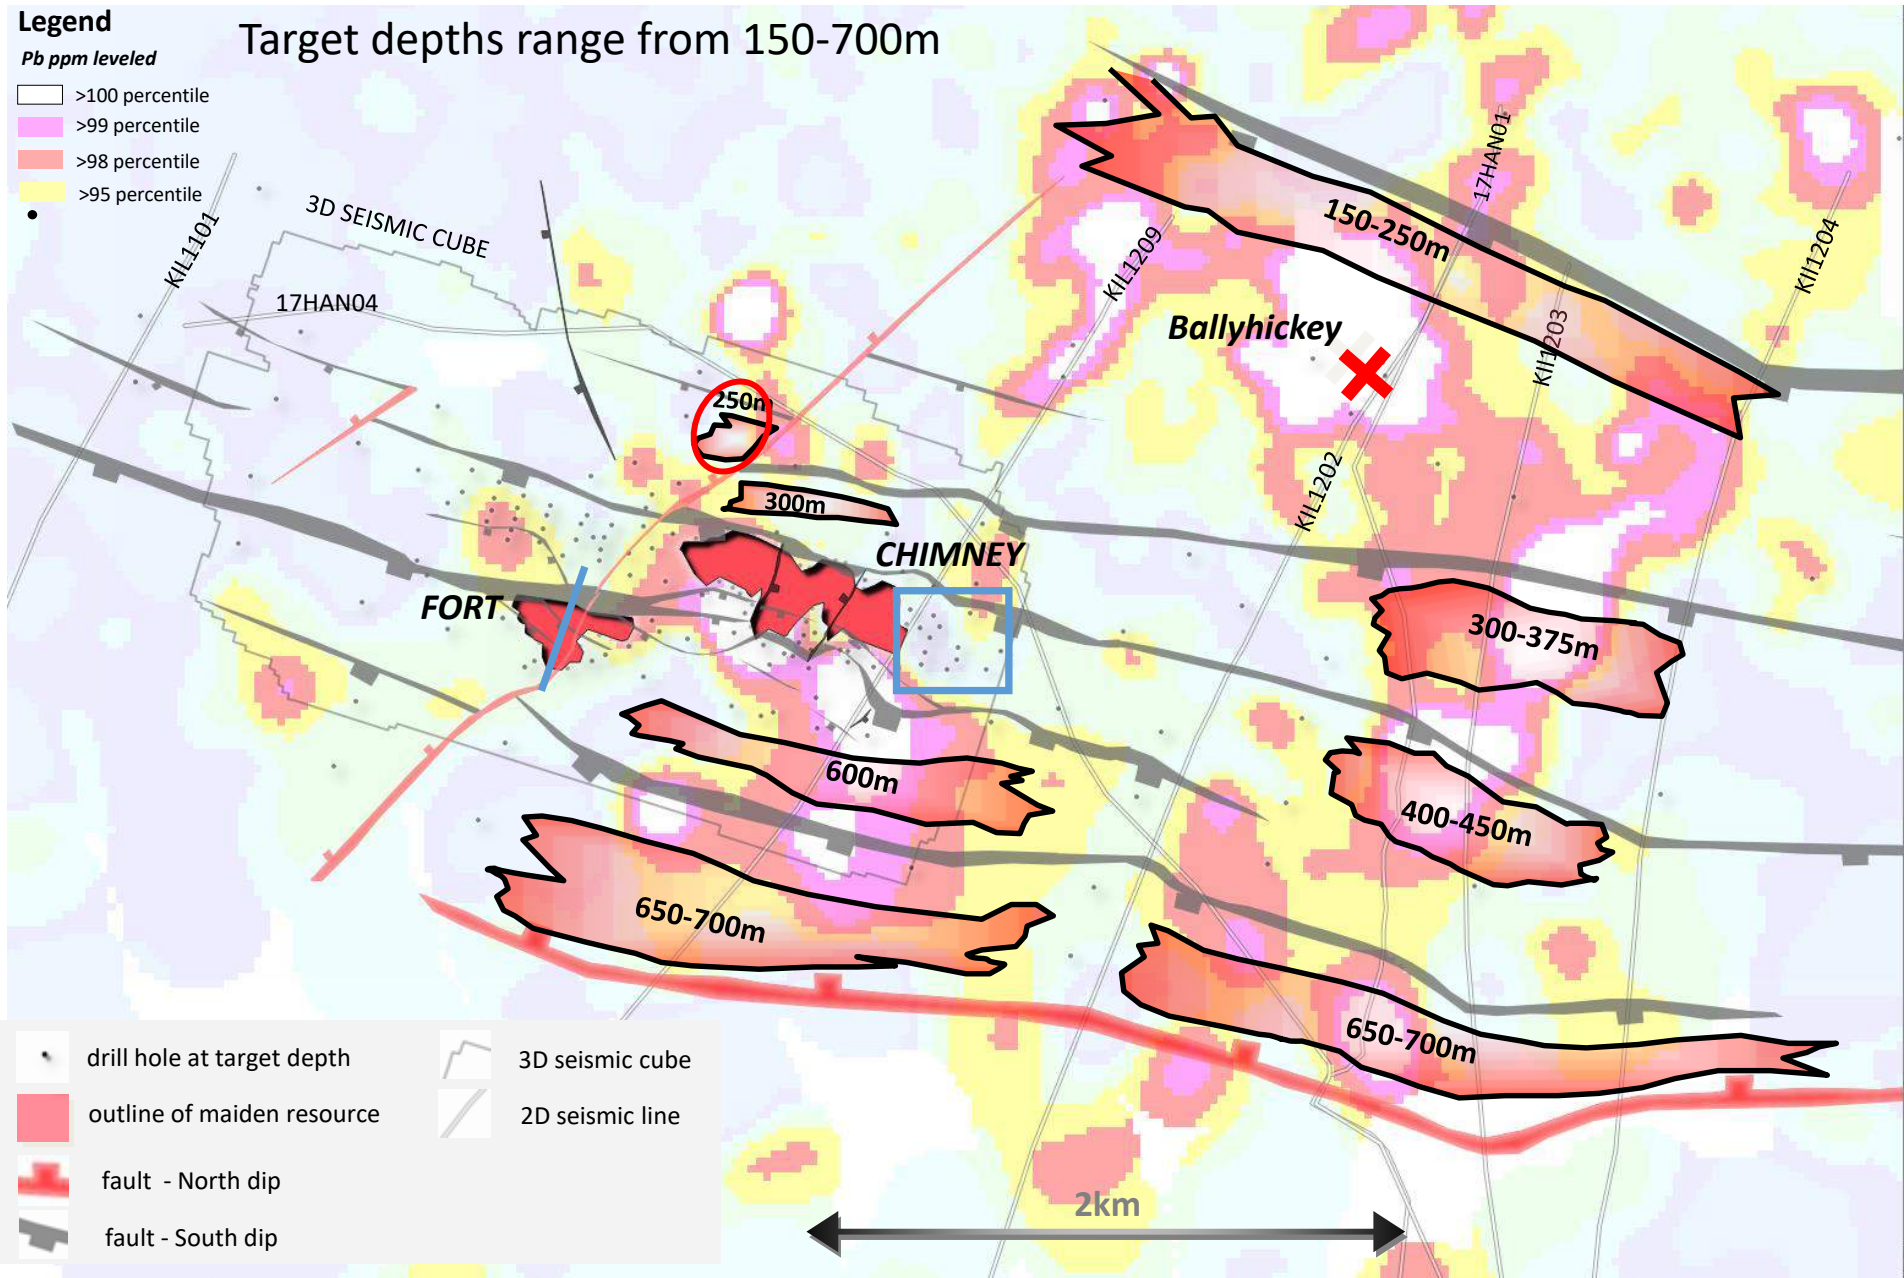 Legend
Target depths range from 150-700m
Pb ppm leveled
>100 percentile
>99 percentile
>98 percentile
>95 percentile
KIL1101
3D SEISMIC CUBE
17HAN04
17HAN01
KIL1209
KIl1204
150-250m
Ballyhickey
KIl1203
250m
300m
KIL1202
CHIMNEY
FORT
300-375m
600m
400-450m
650-700m
650-700m
drill hole at target depth
3D seismic cube
outline of maiden resource
2D seismic line
fault - North dip
fault - South dip
2km